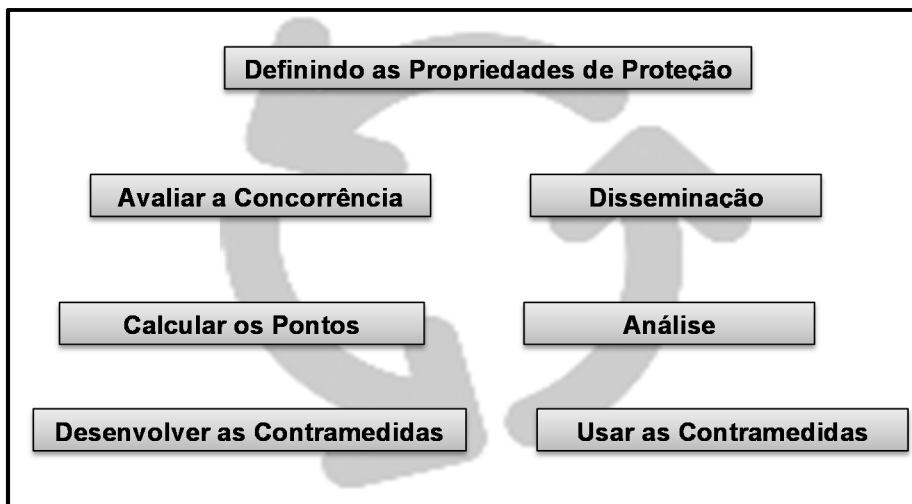 Definindo as Propriedades de Proteção
Avaliar a Concorrência
Disseminação
Calcular os Pontos
Análise
Desenvolver as Contramedidas
Usar as Contramedidas